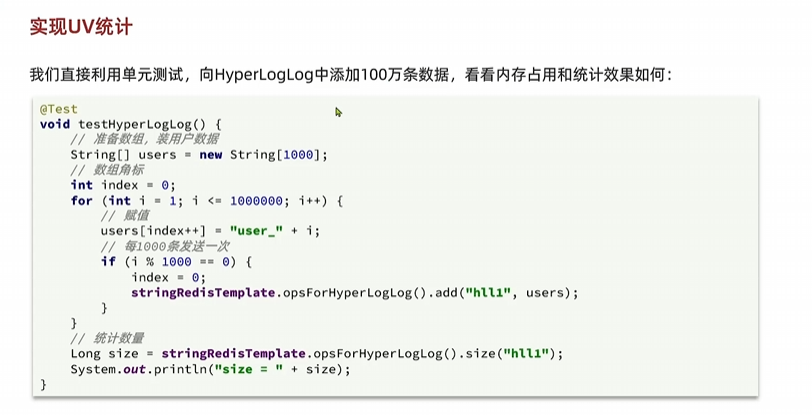 实现UV统计
我们直接利用单元测试，向HyperLogLog中添加100万条数据，看看内存占用和统计效果如何：
@Test
void testHyperLogLog() {
    // 准备数组，装用户数据
    String[] users = new String[1000];
    // 数组角标
    int index = 0;
    for (int i = 1; i <= 1000000; i++) {
        // 赋值
        users[index++] = "user_" + i;
        // 每1000条发送一次
        if (i % 1000 == 0) {
            index = 0;
            stringRedisTemplate.opsForHyperLogLog().add("hll1", users);
        }
    }
    // 统计数量
    Long size = stringRedisTemplate.opsForHyperLogLog().size("hll1");
    System.out.println("size = " + size);
}